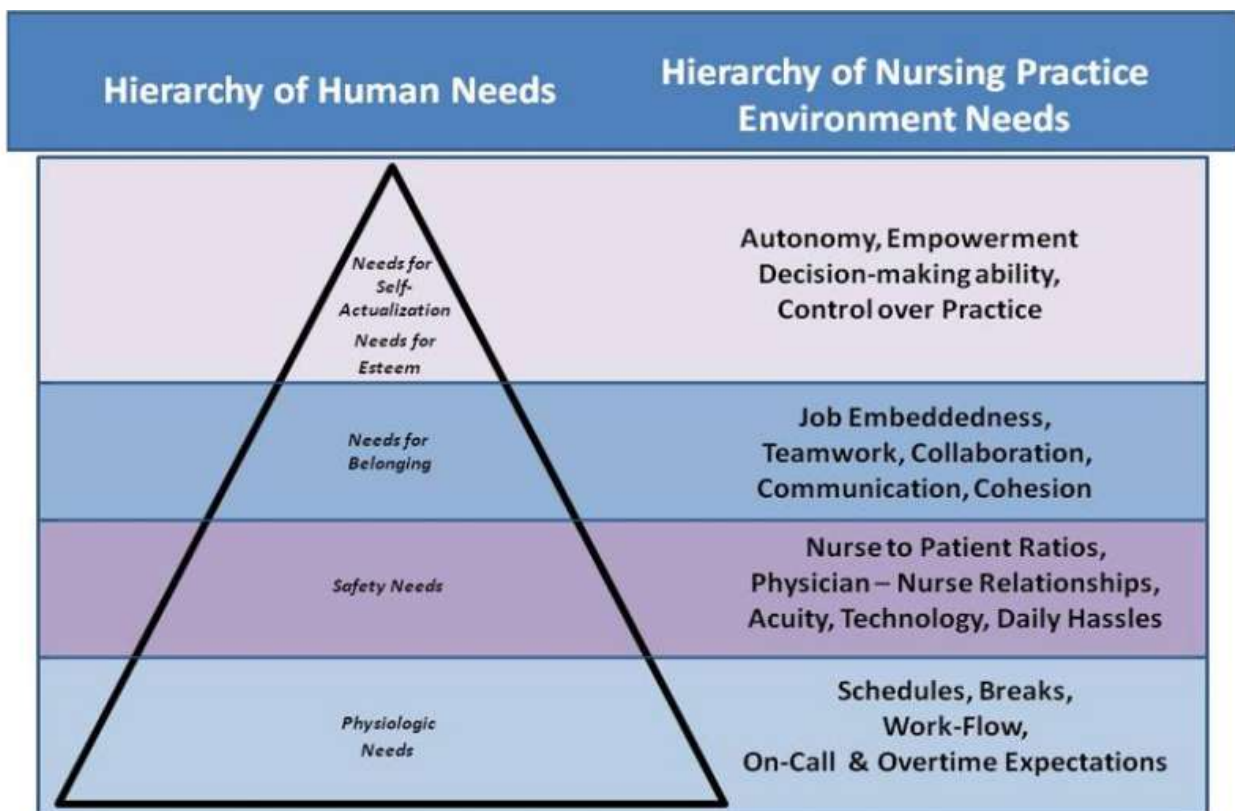 Hierarchy of Human Needs
Hierarchy of Nursing Practice
Environment Needs
Needs for
Self-
Actualization
Needs for
Esteem
Autonomy, Empowerment
Decision-making ability,
Control over Practice
Needs for
Belonging
Job Embeddedness,
Teamwork, Collaboration,
Communication, Cohesion
Safety Needs
Nurse to Patient Ratios,
Physician – Nurse Relationships,
Acuity, Technology, Daily Hassles
Physiologic
Needs
Schedules, Breaks,
Work-Flow,
On-Call & Overtime Expectations